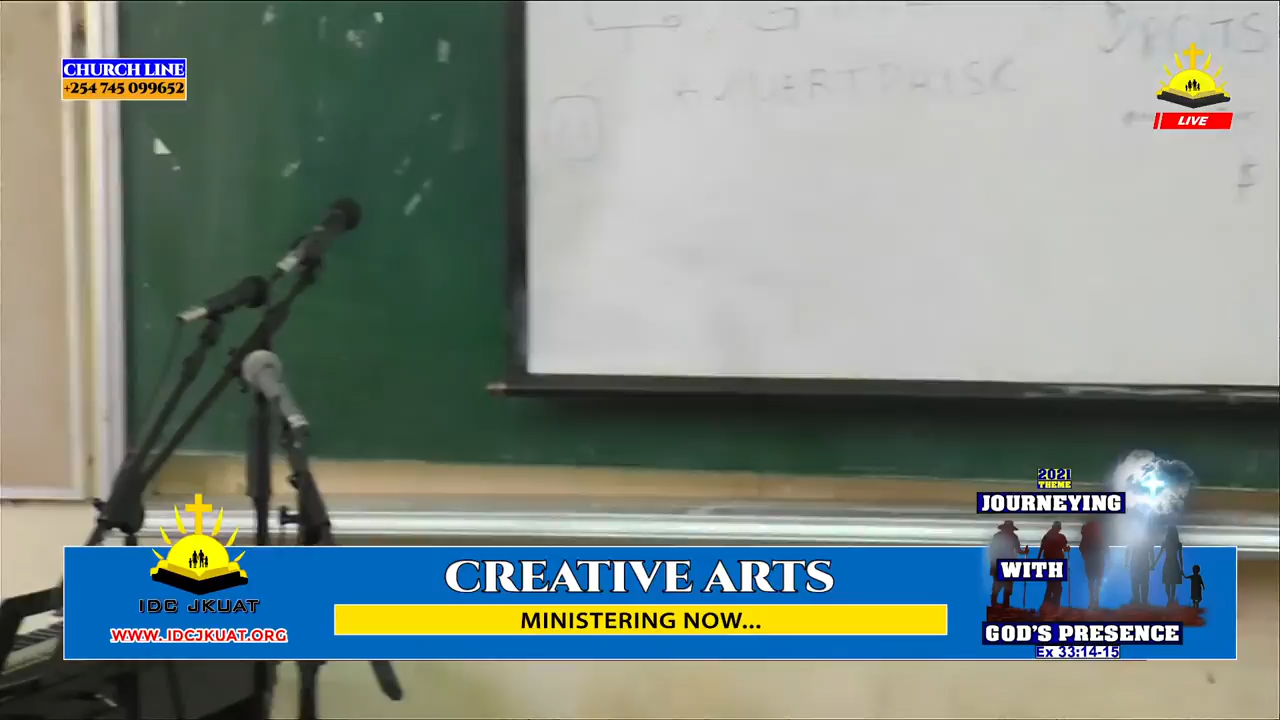 CHURCH LINE
+254 745 099652
LIVE
2021
THEME
JOURNEYING
WITH
GOD'S PRESENCE
Ex 33:14-15
CREATIVE ARTS
MINISTERING NOW...
IDC JKUAT
WWW.IDCJKUAT.ORG